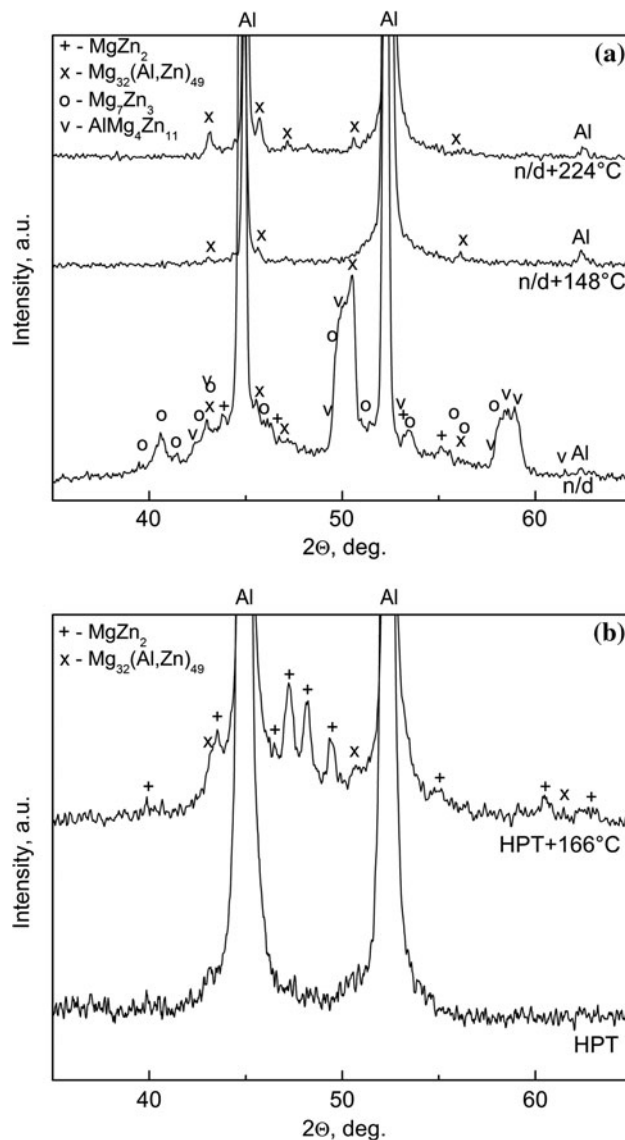 Al Al
(a)
+ - MgZn₂
x - Mg₃₂(Al,Zn)₄₉
o - Mg₇Zn₃
v - AlMg₄Zn₁₁
x x x x x Al
n/d+224°C
x x x Al
n/d+148°C
x
v
o
v v o x + x o + x o v v + o + o o x o v v v v Al
o o o v o
n/d
Intensity, a.u.
40 50 60
2Θ, deg.
Al Al
(b)
+ - MgZn₂
x - Mg₃₂(Al,Zn)₄₉
+ x + + + + + x + + x +
HPT+166°C
HPT
Intensity, a.u.
40 50 60
2Θ, deg.